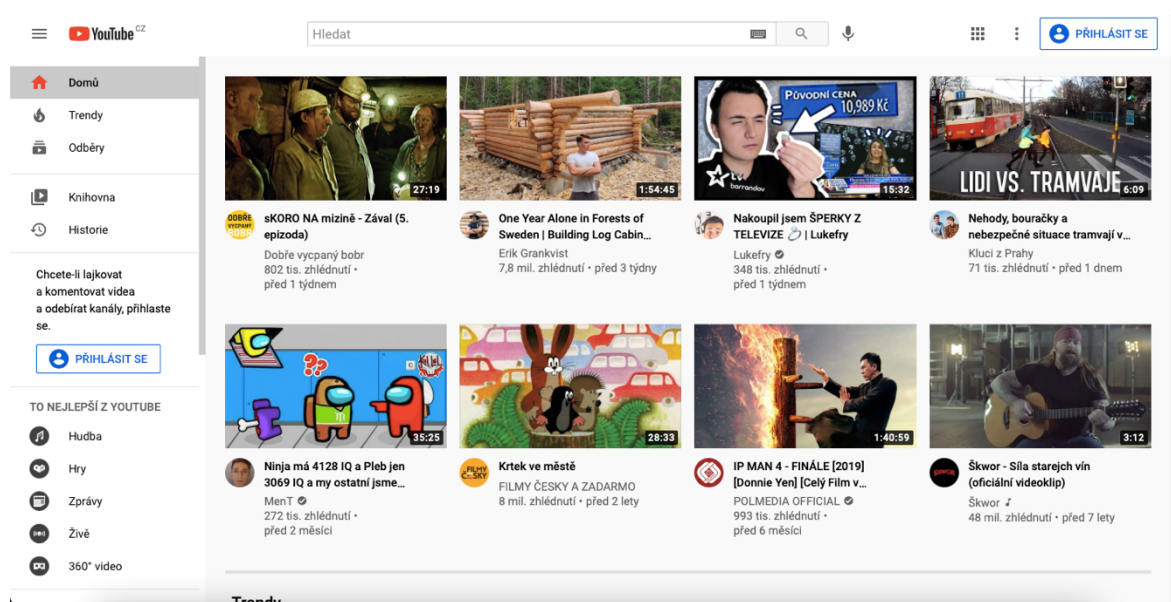 YouTube CZ
Hledat
PŘIHLÁSIT SE
Domů
Trendy
Odběry
Knihovna
Historie
Chcete-li lajkovat
a komentovat videa
a odebírat kanály, přihlaste
se.
PŘIHLÁSIT SE
TO NEJLEPŠÍ Z YOUTUBE
Hudba
Hry
Zprávy
Živě
360° video
27:19
DOBŘE
VYCPANÝ
BOBR
sKORO NA mizině - Zával (5.
epizoda)
Dobře vycpaný bobr
802 tis. zhlédnutí •
před 1 týdnem
1:54:45
One Year Alone in Forests of
Sweden | Building Log Cabin...
Erik Grankvist
7,8 mil. zhlédnutí • před 3 týdny
PŮVODNÍ CENA
10,989 Kč
tv
barrandov
15:32
Nakoupil jsem ŠPERKY Z
TELEVIZE 💍 | Lukefry
Lukefry
348 tis. zhlédnutí •
před 1 týdnem
LIDI VS. TRAMVAJE
6:09
Nehody, bouračky a
nebezpečné situace tramvají v...
Kluci z Prahy
71 tis. zhlédnutí • před 1 dnem
??
35:25
Ninja má 4128 IQ a Pleb jen
3069 IQ a my ostatní jsme...
MenT
272 tis. zhlédnutí •
před 2 měsíci
28:33
FILMY
ČESKY
Krtek ve městě
FILMY ČESKY A ZADARMO
8 mil. zhlédnutí • před 2 lety
1:40:59
IP MAN 4 - FINÁLE [2019]
[Donnie Yen] [Celý Film v...
POLMEDIA OFFICIAL
993 tis. zhlédnutí •
před 6 měsíci
3:12
Škwor - Síla starejch vín
(oficiální videoklip)
Škwor
48 mil. zhlédnutí • před 7 lety
Trendy